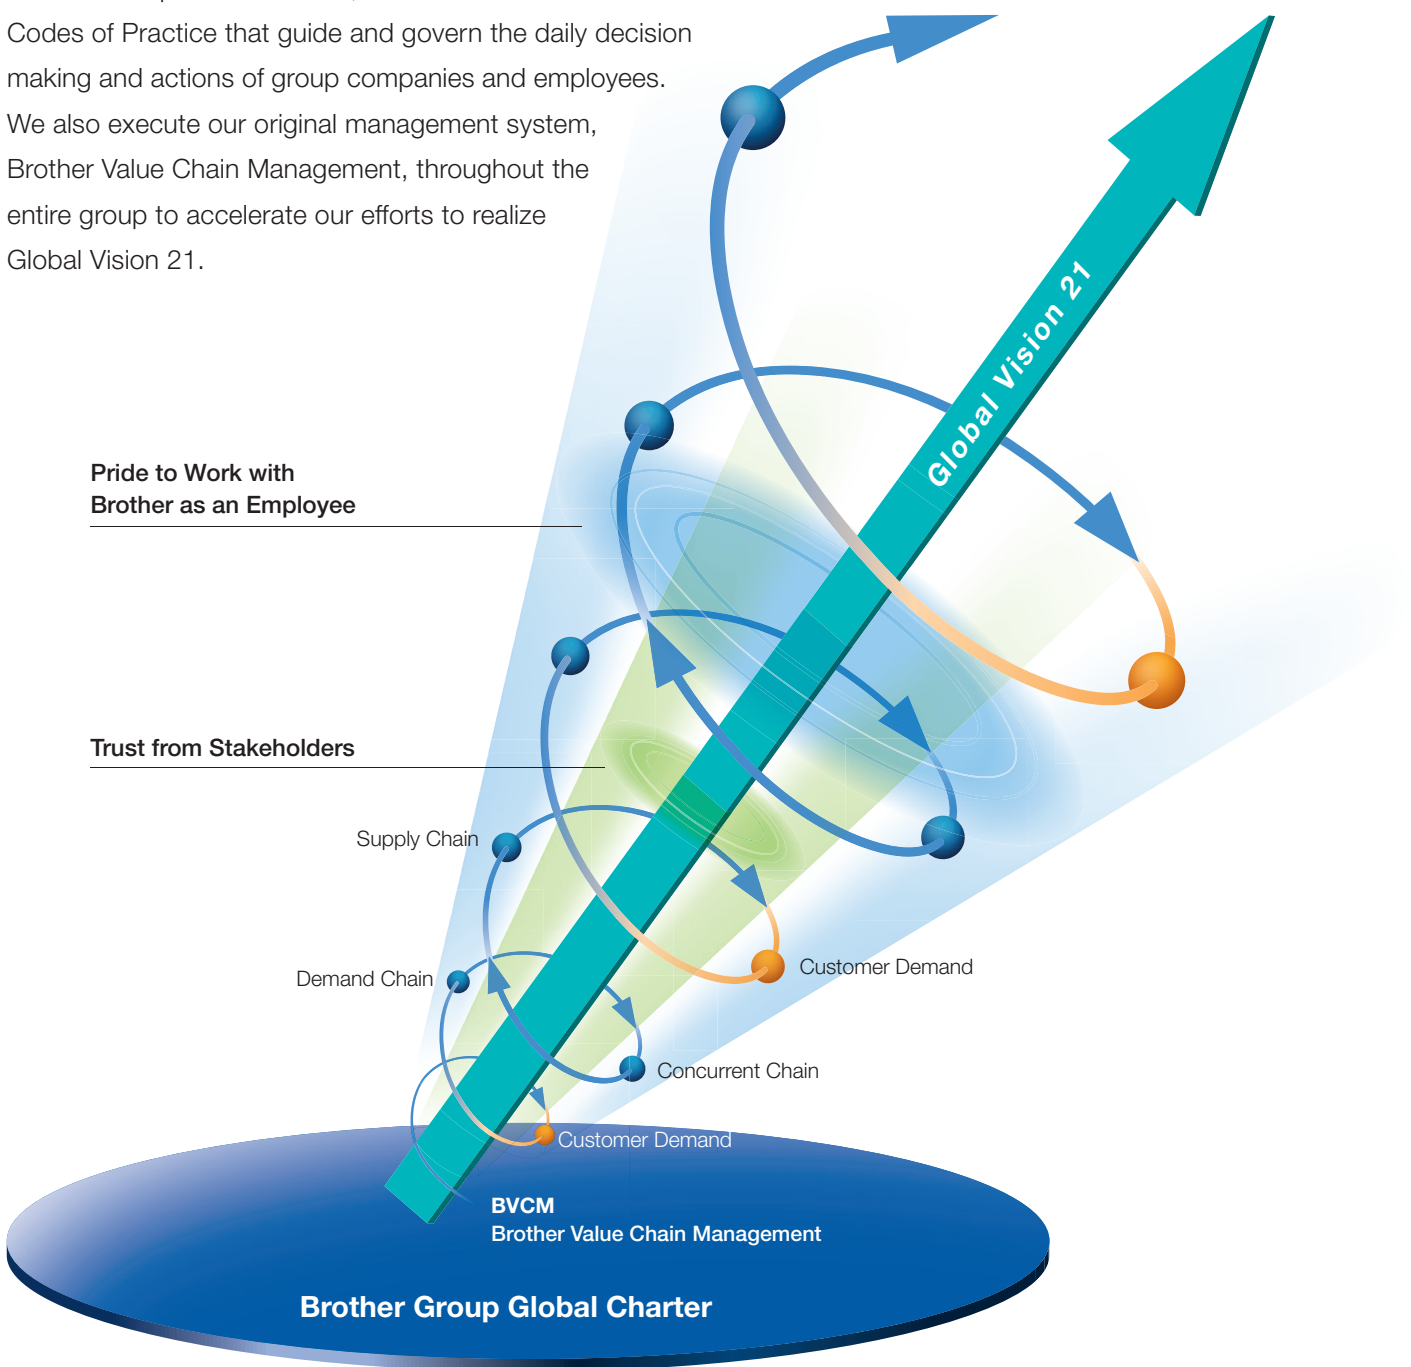 Codes of Practice that guide and govern the daily decision
making and actions of group companies and employees.
We also execute our original management system,
Brother Value Chain Management, throughout the
entire group to accelerate our efforts to realize
Global Vision 21.
Global Vision 21
Pride to Work with
Brother as an Employee
Trust from Stakeholders
Supply Chain
Customer Demand
Demand Chain
Concurrent Chain
Customer Demand
BVCM
Brother Value Chain Management
Brother Group Global Charter